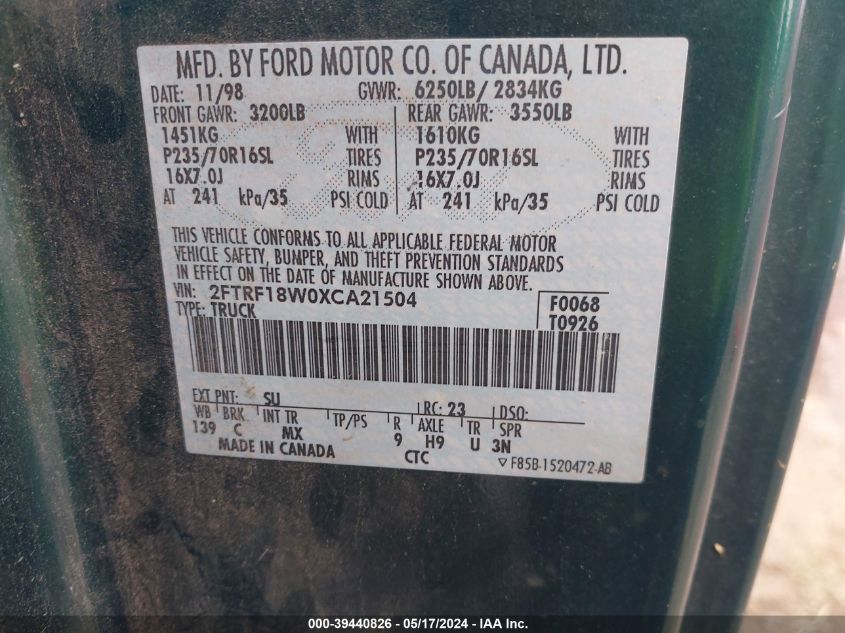 MFD. BY FORD MOTOR CO. OF CANADA, LTD.
DATE: 11/98 GVWR: 6250LB/ 2834KG
FRONT GAWR: 3200LB REAR GAWR: 3550LB
1451KG WITH 1610KG WITH
P235/70R16SL TIRES P235/70R16SL TIRES
16X7.0J RIMS 16X7.0J RIMS
AT 241 kPa/35 PSI COLD AT 241 kPa/35 PSI COLD
THIS VEHICLE CONFORMS TO ALL APPLICABLE FEDERAL MOTOR
VEHICLE SAFETY, BUMPER, AND THEFT PREVENTION STANDARDS
IN EFFECT ON THE DATE OF MANUFACTURE SHOWN ABOVE.
VIN: 2FTRF18W0XCA21504 F0068
TYPE: TRUCK T0926
EXT PNT: SU RC: 23 DSO:
WB BRK INT TR TP/PS R AXLE TR SPR
139 C MX 9 H9 U 3N
MADE IN CANADA CTC ▽ F85B-1520472-AB
000-39440826 - 05/17/2024 - IAA Inc.